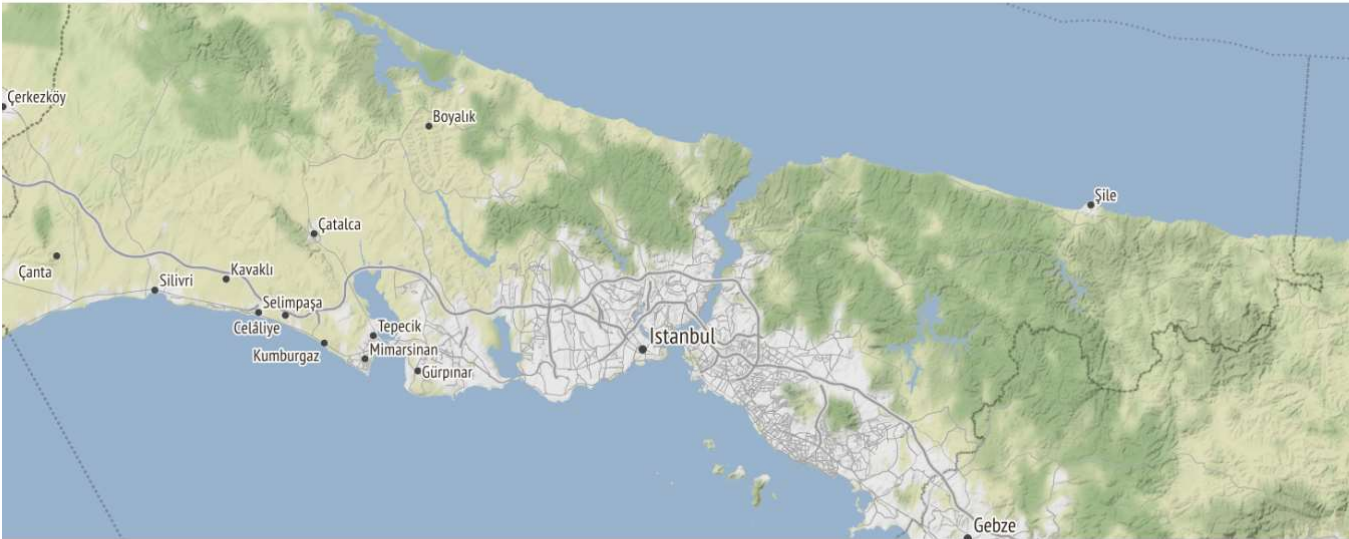 Çerkezköy
Boyalık
Şile
Çatalca
Çanta
Silivri
Kavaklı
Selimpaşa
Celâliye
Tepecik
Istanbul
Kumburgaz
Mimarsinan
Gürpınar
Gebze